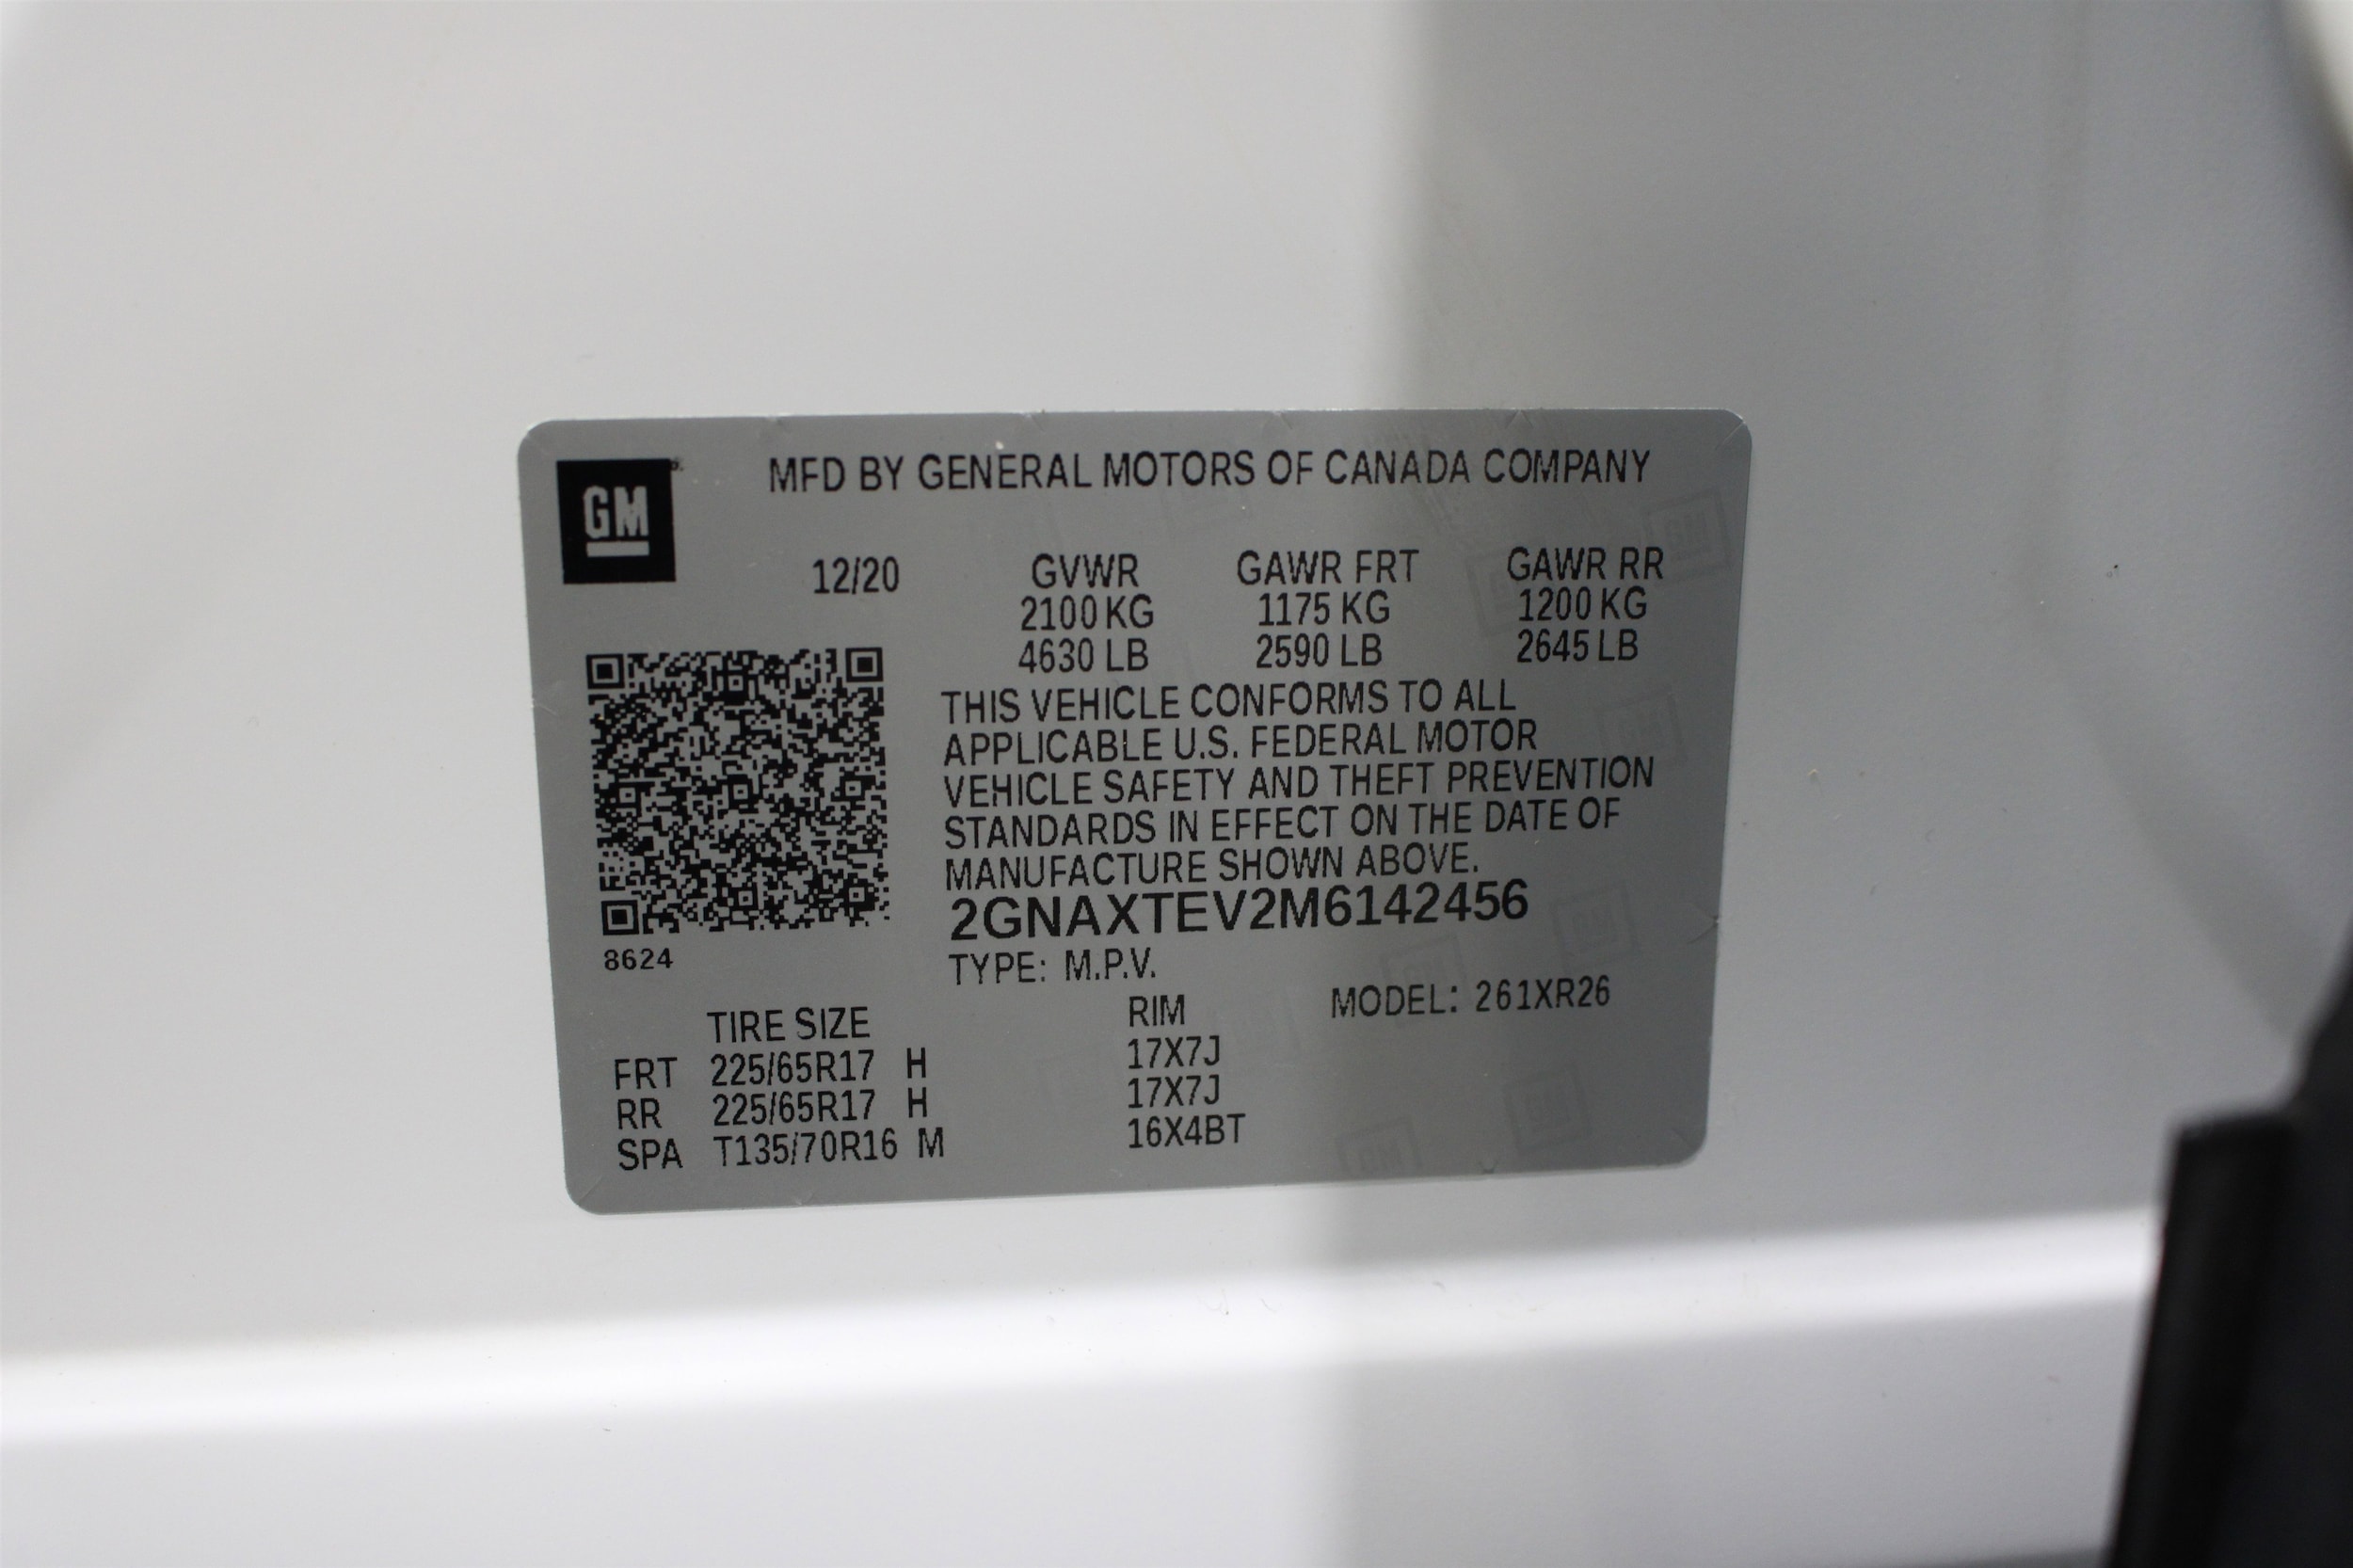 GM
MFD BY GENERAL MOTORS OF CANADA COMPANY
12/20 GVWR GAWR FRT GAWR RR
2100 KG 1175 KG 1200 KG
4630 LB 2590 LB 2645 LB
THIS VEHICLE CONFORMS TO ALL
APPLICABLE U.S. FEDERAL MOTOR
VEHICLE SAFETY AND THEFT PREVENTION
STANDARDS IN EFFECT ON THE DATE OF
MANUFACTURE SHOWN ABOVE.
2GNAXTEV2M6142456
8624
TYPE: M.P.V.
TIRE SIZE RIM MODEL: 261XR26
FRT 225/65R17 H 17X7J
RR 225/65R17 H 17X7J
SPA T135/70R16 M 16X4BT